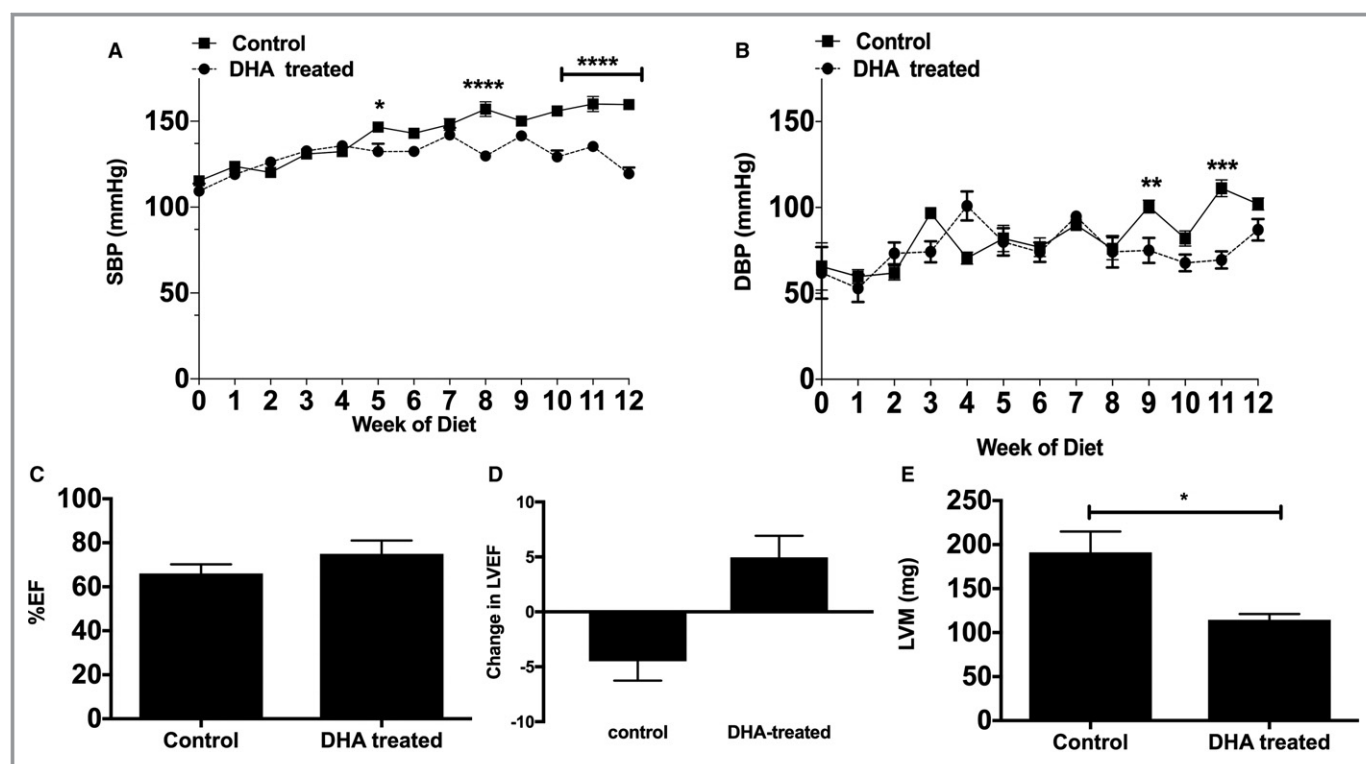 A
Control
DHA treated
*
****
****
SBP (mmHg)
150
100
50
0
0 1 2 3 4 5 6 7 8 9 10 11 12
Week of Diet
B
Control
DHA treated
**
***
DBP (mmHg)
150
100
50
0
0 1 2 3 4 5 6 7 8 9 10 11 12
Week of Diet
C
%EF
100
80
60
40
20
0
Control DHA treated
D
Change in LVEF
10
5
0
-5
-10
control DHA-treated
E
*
LVM (mg)
250
200
150
100
50
0
Control DHA treated